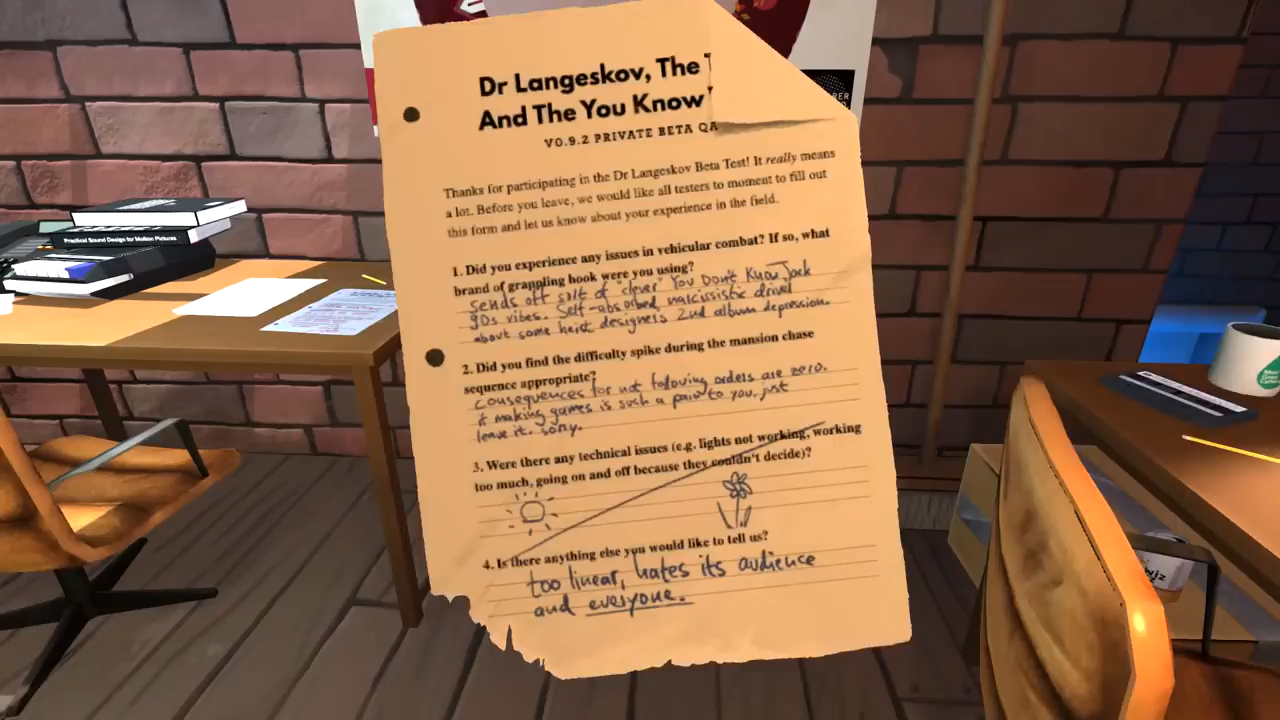 Dr Langeskov, The
And The You Know
V0.9.2 PRIVATE BETA QA
Thanks for participating in the Dr Langeskov Beta Test! It really means
a lot. Before you leave, we would like all testers to moment to fill out
this form and let us know about your experience in the field.
1. Did you experience any issues in vehicular combat? If so, what
brand of grappling hook were you using?
Sends off sort of 'clever' You Don't Know Jack
90s vibes. Self-absorbed, narcissistic drivel
about some heist designers 2nd album depression.
2. Did you find the difficulty spike during the mansion chase
sequence appropriate?
consequences for not following orders are zero.
if making games is such a pain to you, just
leave it. sorry.
3. Were there any technical issues (e.g. lights not working, working
too much, going on and off because they couldn't decide)?
4. Is there anything else you would like to tell us?
too linear, hates its audience
and everyone.
Practical Sound Design for Motion Pictures